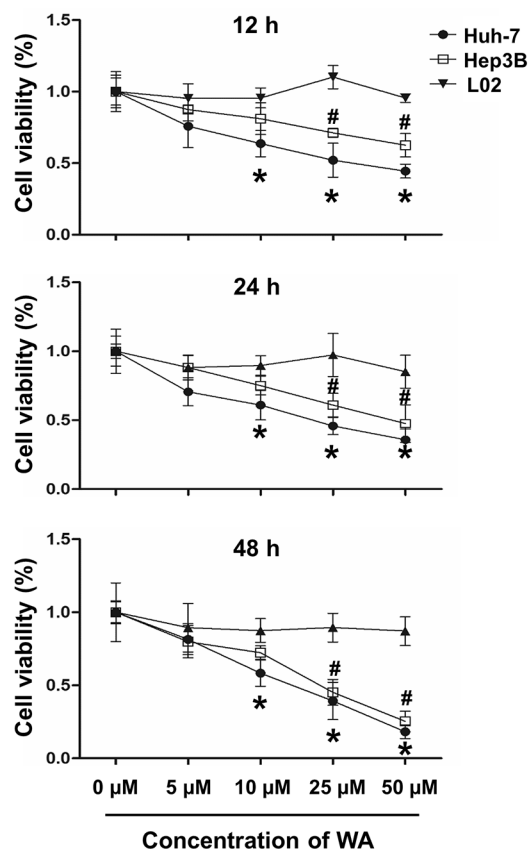 12 h
Huh-7
Hep3B
L02
Cell viability (%)
1.5
1.0
0.5
0.0
#
#
*
*
*
24 h
Cell viability (%)
1.5
1.0
0.5
0.0
#
#
*
*
*
48 h
Cell viability (%)
1.5
1.0
0.5
0.0
#
#
*
*
*
0 µM
5 µM
10 µM
25 µM
50 µM
Concentration of WA